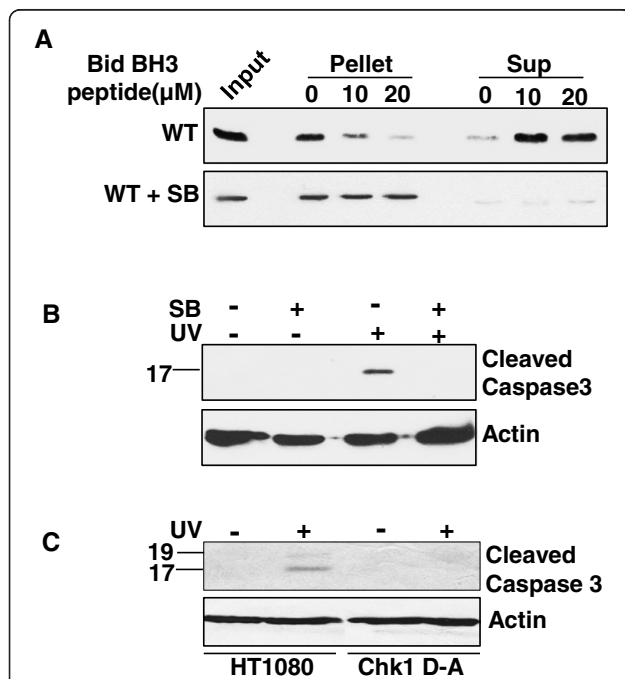 A
Bid BH3 Input Pellet Sup
peptide(µM) 0 10 20 0 10 20
WT
WT + SB
B
SB - + - +
UV - - + +
17 Cleaved
Caspase3
Actin
C
UV - + - +
19 Cleaved
17 Caspase 3
Actin
HT1080 Chk1 D-A